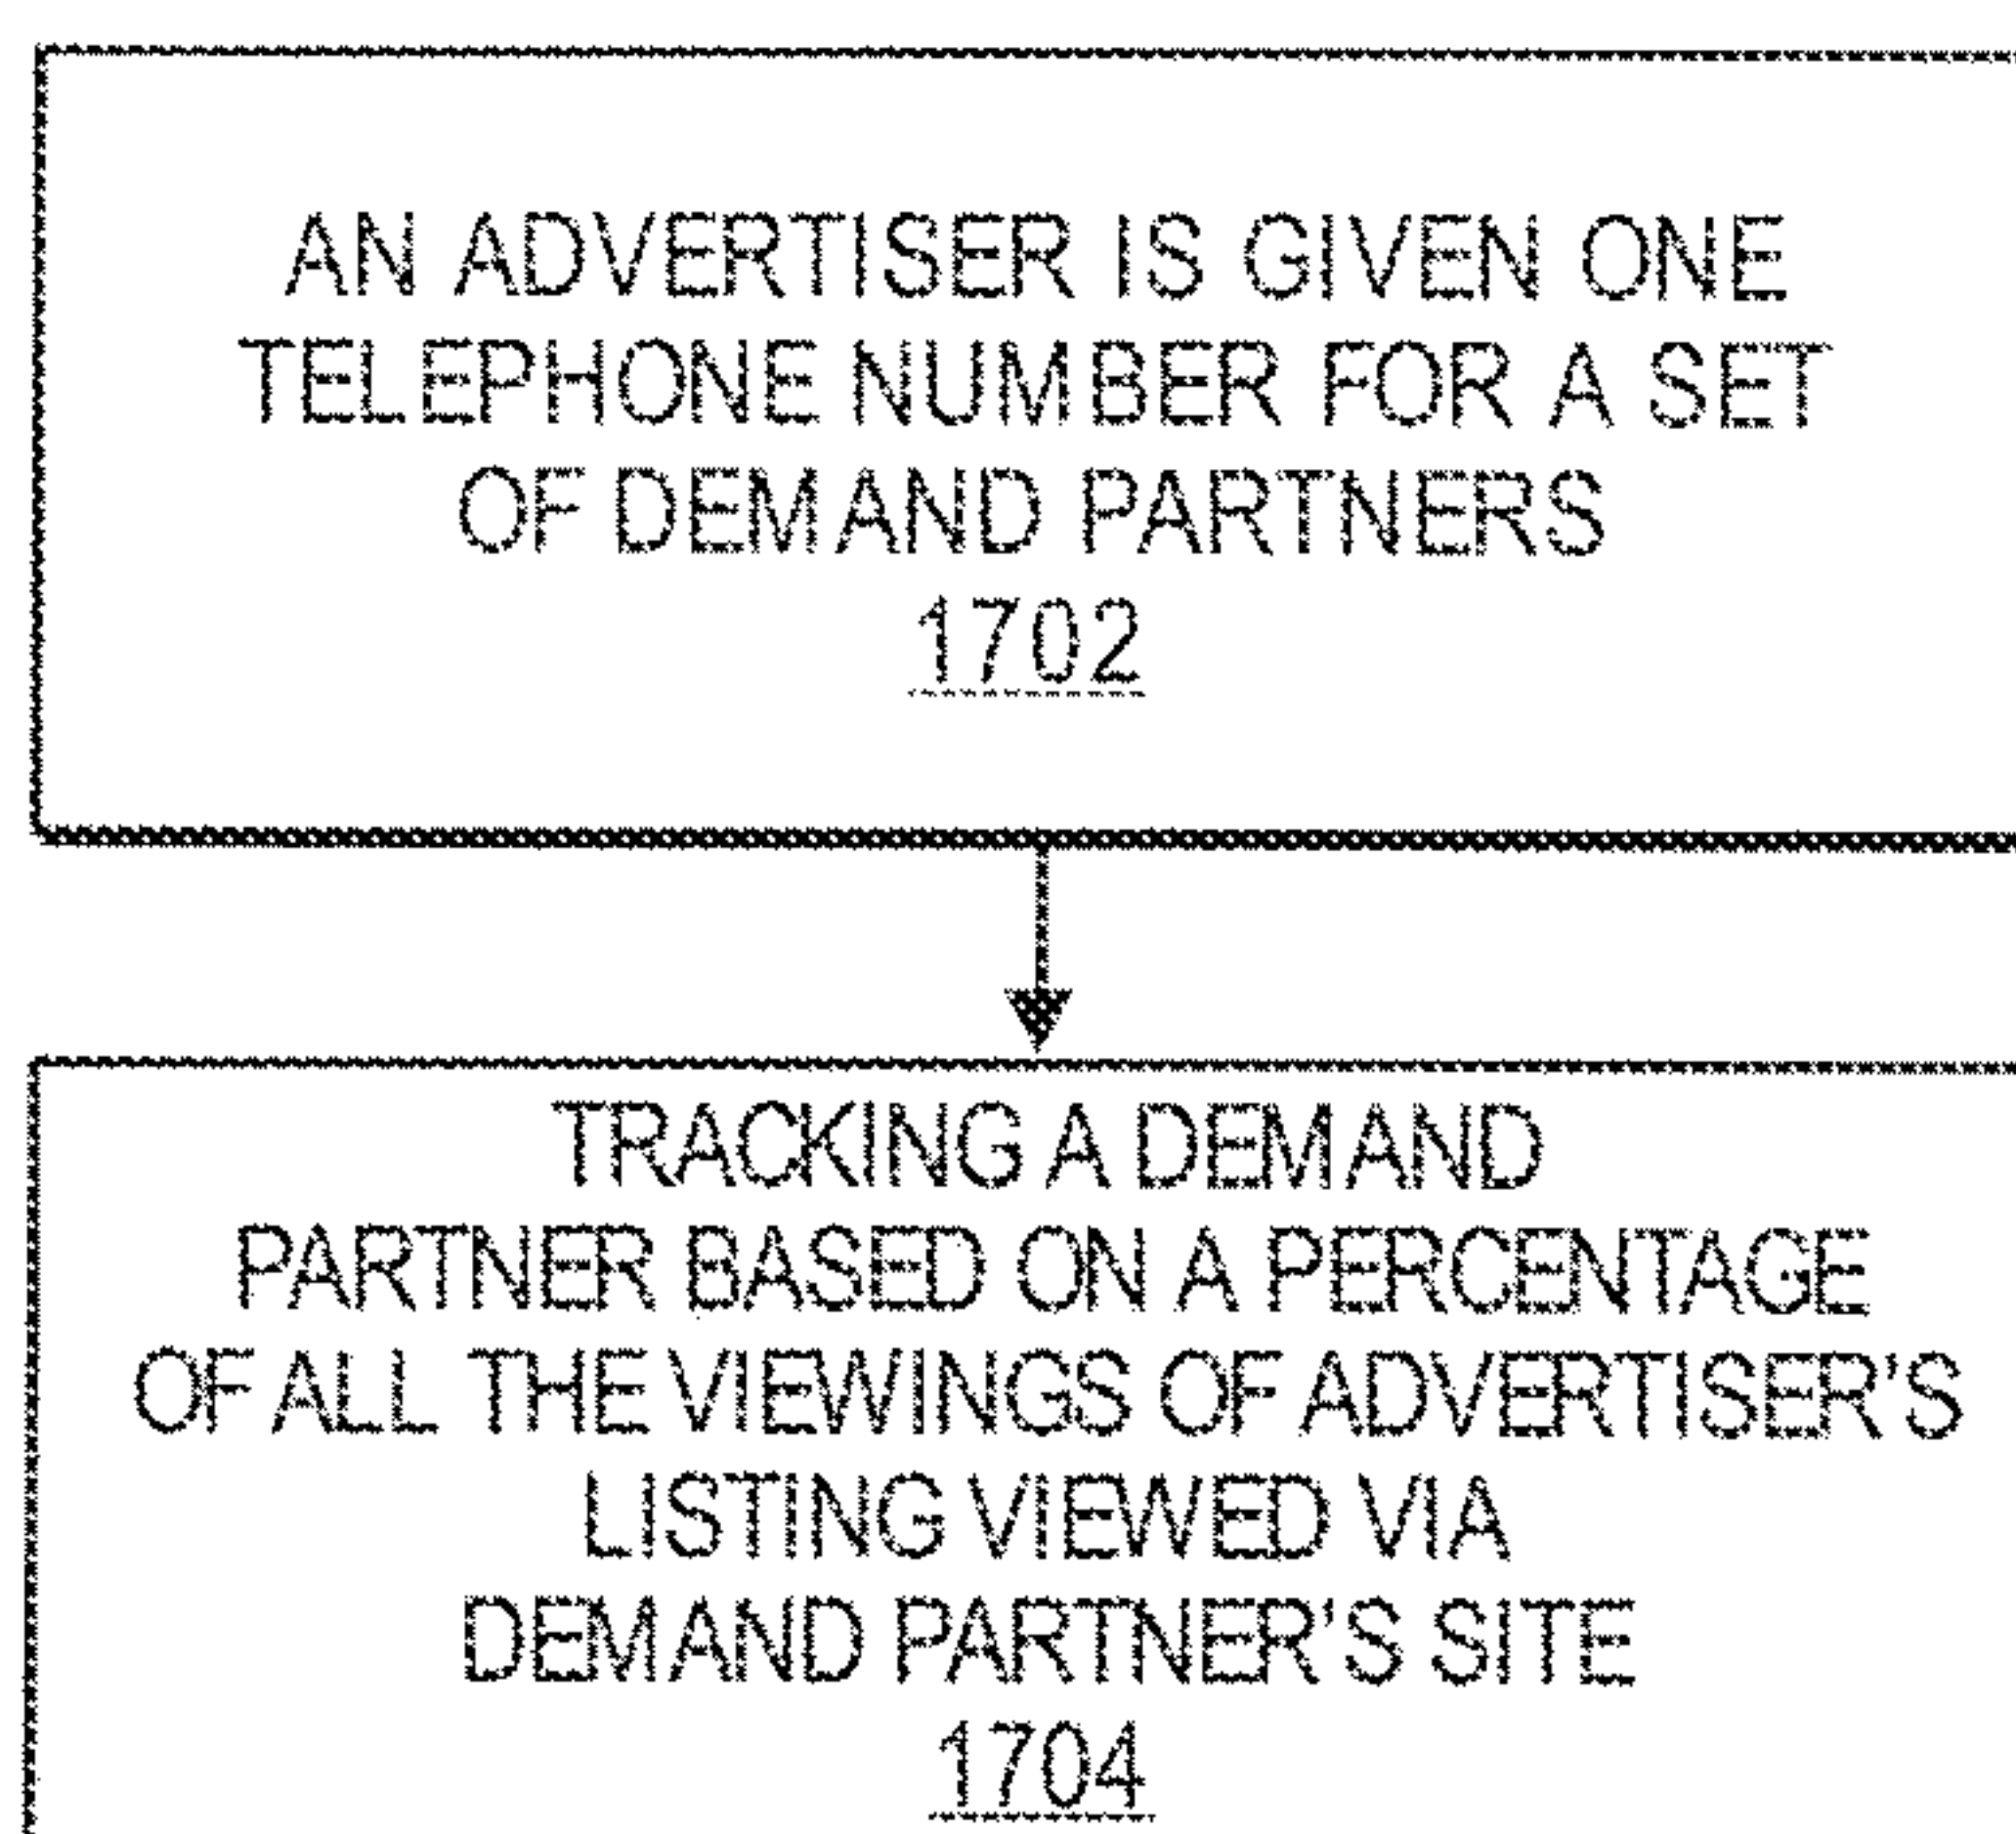 AN ADVERTISER IS GIVEN ONE
TELEPHONE NUMBER FOR A SET
OF DEMAND PARTNERS
1702
TRACKING A DEMAND
PARTNER BASED ON A PERCENTAGE
OF ALL THE VIEWINGS OF ADVERTISER'S
LISTING VIEWED VIA
DEMAND PARTNER'S SITE
1704